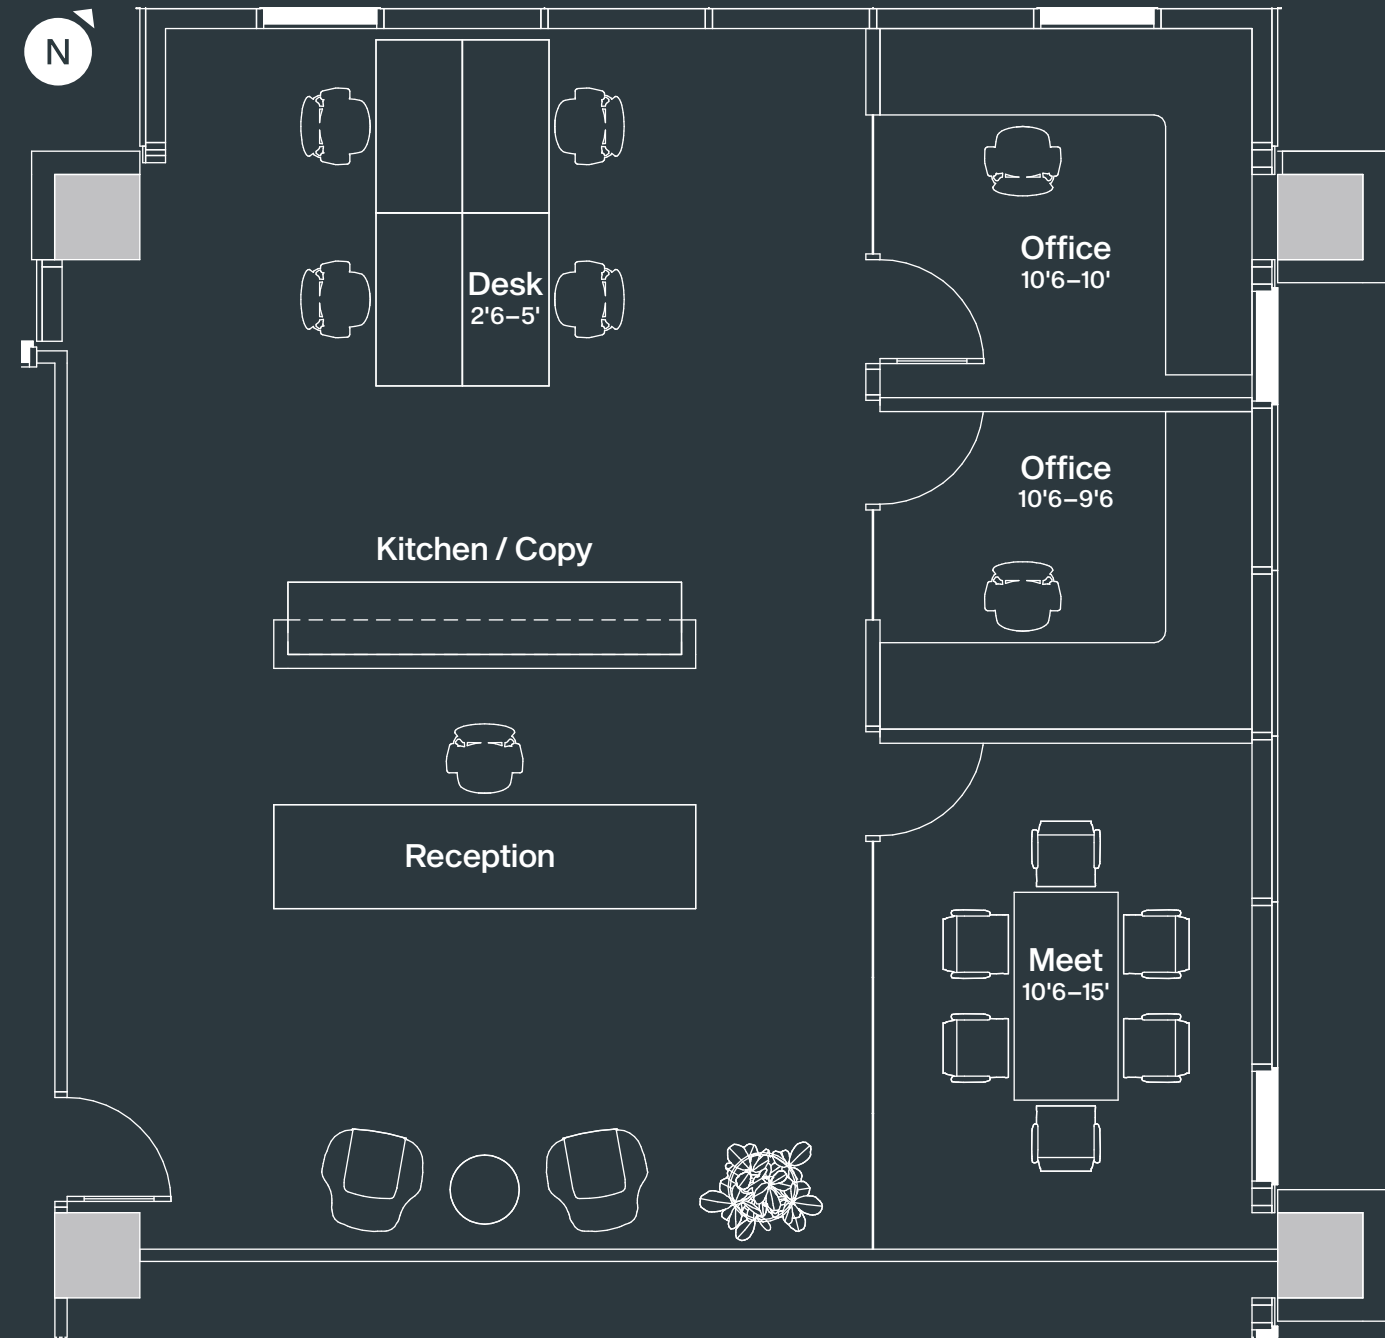 N
Desk
2'6–5'
Office
10'6–10'
Office
10'6–9'6
Kitchen / Copy
Reception
Meet
10'6–15'